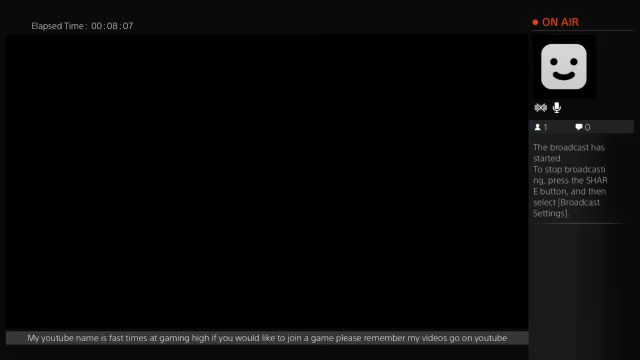 Elapsed Time : 00:08:07
ON AIR
1 0
The broadcast has
started.
To stop broadcasti
ng, press the SHAR
E button, and then
select [Broadcast
Settings].
My youtube name is fast times at gaming high if you would like to join a game please remember my videos go on youtube